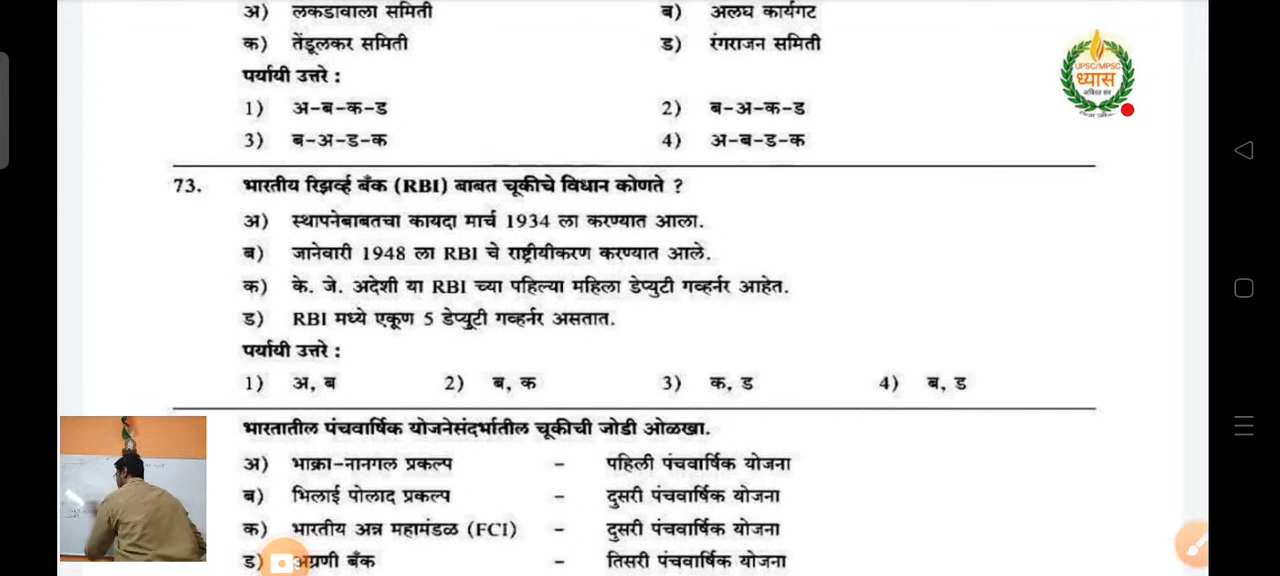 अ) लकडावाला समिती ब) अलघ कार्यगट
क) तेंडूलकर समिती ड) रंगराजन समिती
पर्यायी उत्तरे :
1) अ-ब-क-ड 2) ब-अ-क-ड
3) ब-अ-ड-क 4) अ-ब-ड-क
UPSC/MPSC
ध्यास
73. भारतीय रिझर्व्ह बँक (RBI) बाबत चूकीचे विधान कोणते ?
अ) स्थापनेबाबतचा कायदा मार्च 1934 ला करण्यात आला.
ब) जानेवारी 1948 ला RBI चे राष्ट्रीयीकरण करण्यात आले.
क) के. जे. अदेशी या RBI च्या पहिल्या महिला डेप्युटी गव्हर्नर आहेत.
ड) RBI मध्ये एकूण 5 डेप्यूटी गव्हर्नर असतात.
पर्यायी उत्तरे :
1) अ, ब 2) ब, क 3) क, ड 4) ब, ड
भारतातील पंचवार्षिक योजनेसंदर्भातील चूकीची जोडी ओळखा.
अ) भाक्रा-नानगल प्रकल्प - पहिली पंचवार्षिक योजना
ब) भिलाई पोलाद प्रकल्प - दुसरी पंचवार्षिक योजना
क) भारतीय अन्न महामंडळ (FCI) - दुसरी पंचवार्षिक योजना
ड) अग्रणी बँक - तिसरी पंचवार्षिक योजना